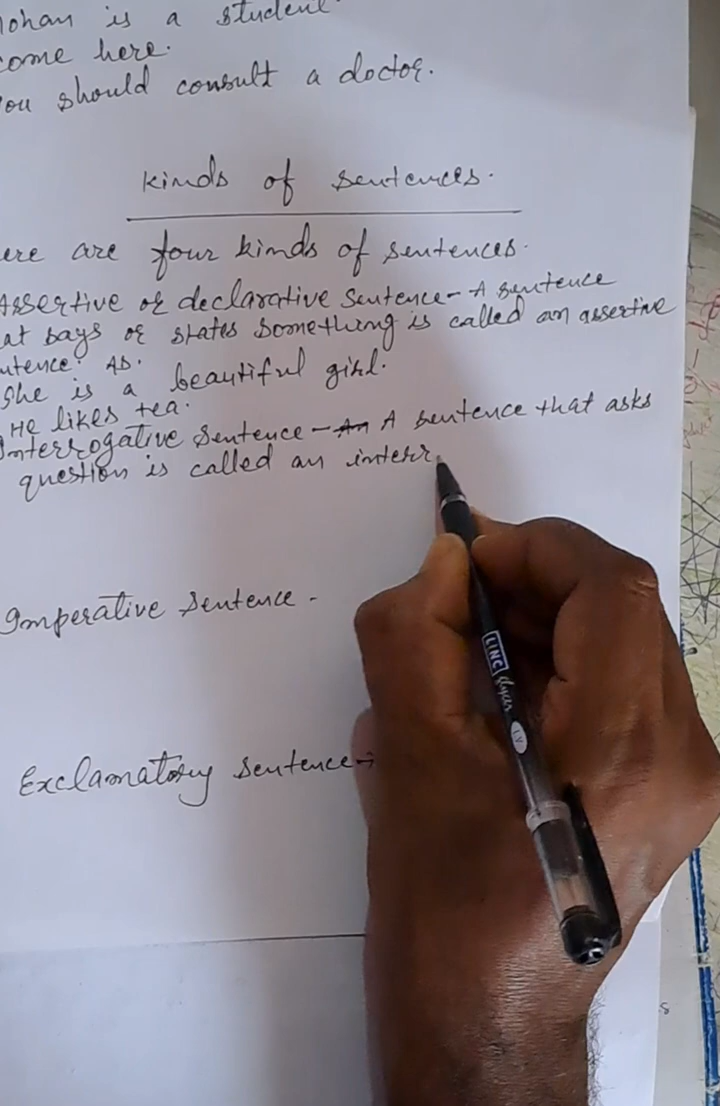 ohan is a student.
come here.
ou should consult a doctor.
Kinds of sentences.
ere are four kinds of sentences.
Assertive or declarative sentence- A sentence
at says or states something is called an assertive
ntence. As.
She is a beautiful girl.
He likes tea.
Interrogative sentence - An A sentence that asks
question is called an interr
Imperative sentence -
Exclamatory sentence -
LINC